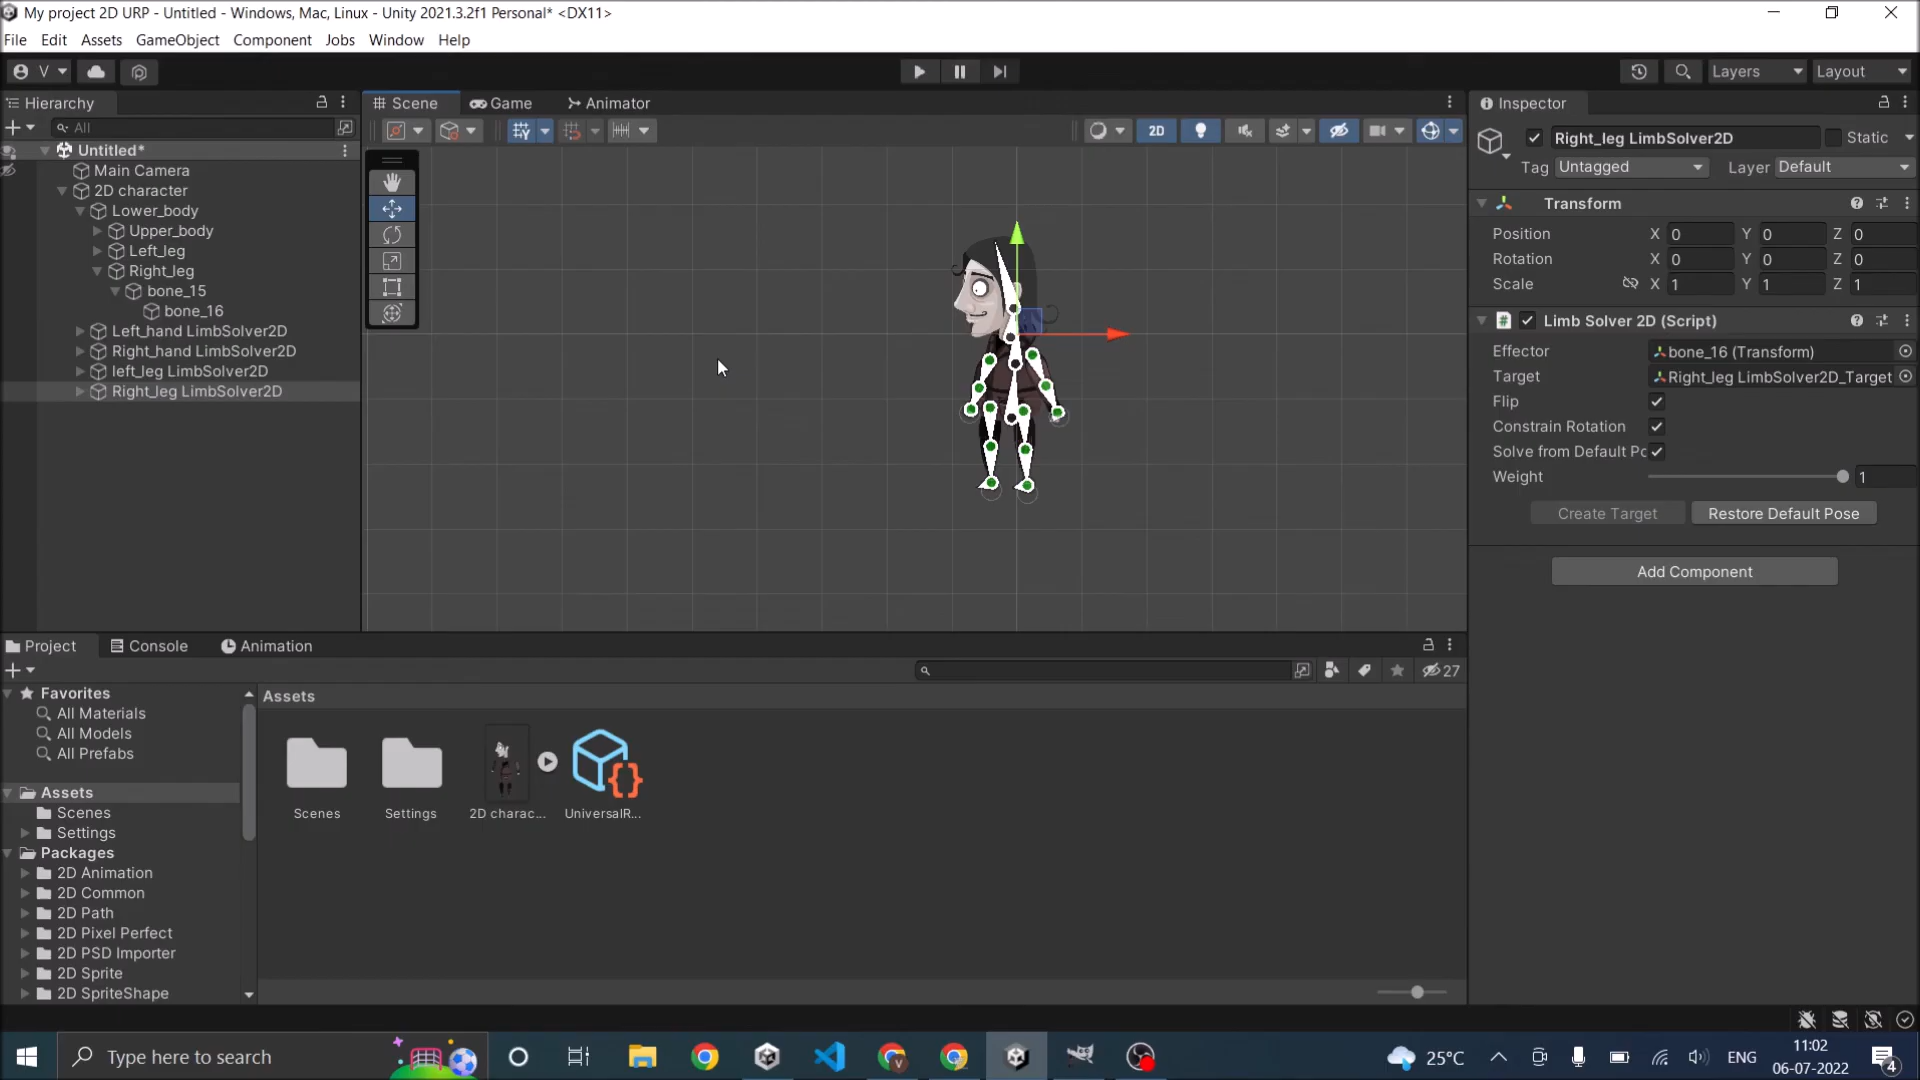 My project 2D URP - Untitled - Windows, Mac, Linux - Unity 2021.3.2f1 Personal* <DX11>
File Edit Assets GameObject Component Jobs Window Help
V
Layers
Layout
Hierarchy
Scene
Game
Animator
Inspector
All
2D
Untitled*
Main Camera
2D character
Lower_body
Upper_body
Left_leg
Right_leg
bone_15
bone_16
Left_hand LimbSolver2D
Right_hand LimbSolver2D
left_leg LimbSolver2D
Right_leg LimbSolver2D
Right_leg LimbSolver2D
Static
Tag Untagged
Layer Default
Transform
Position X 0 Y 0 Z 0
Rotation X 0 Y 0 Z 0
Scale X 1 Y 1 Z 1
# Limb Solver 2D (Script)
Effector bone_16 (Transform)
Target Right_leg LimbSolver2D_Target
Flip
Constrain Rotation
Solve from Default Pc
Weight 1
Create Target
Restore Default Pose
Add Component
Project
Console
Animation
27
Favorites
All Materials
All Models
All Prefabs
Assets
Scenes
Settings
Packages
2D Animation
2D Common
2D Path
2D Pixel Perfect
2D PSD Importer
2D Sprite
2D SpriteShape
Assets
Scenes
Settings
2D charac...
UniversalR...
Type here to search
V
25°C
ENG
11:02
06-07-2022
4